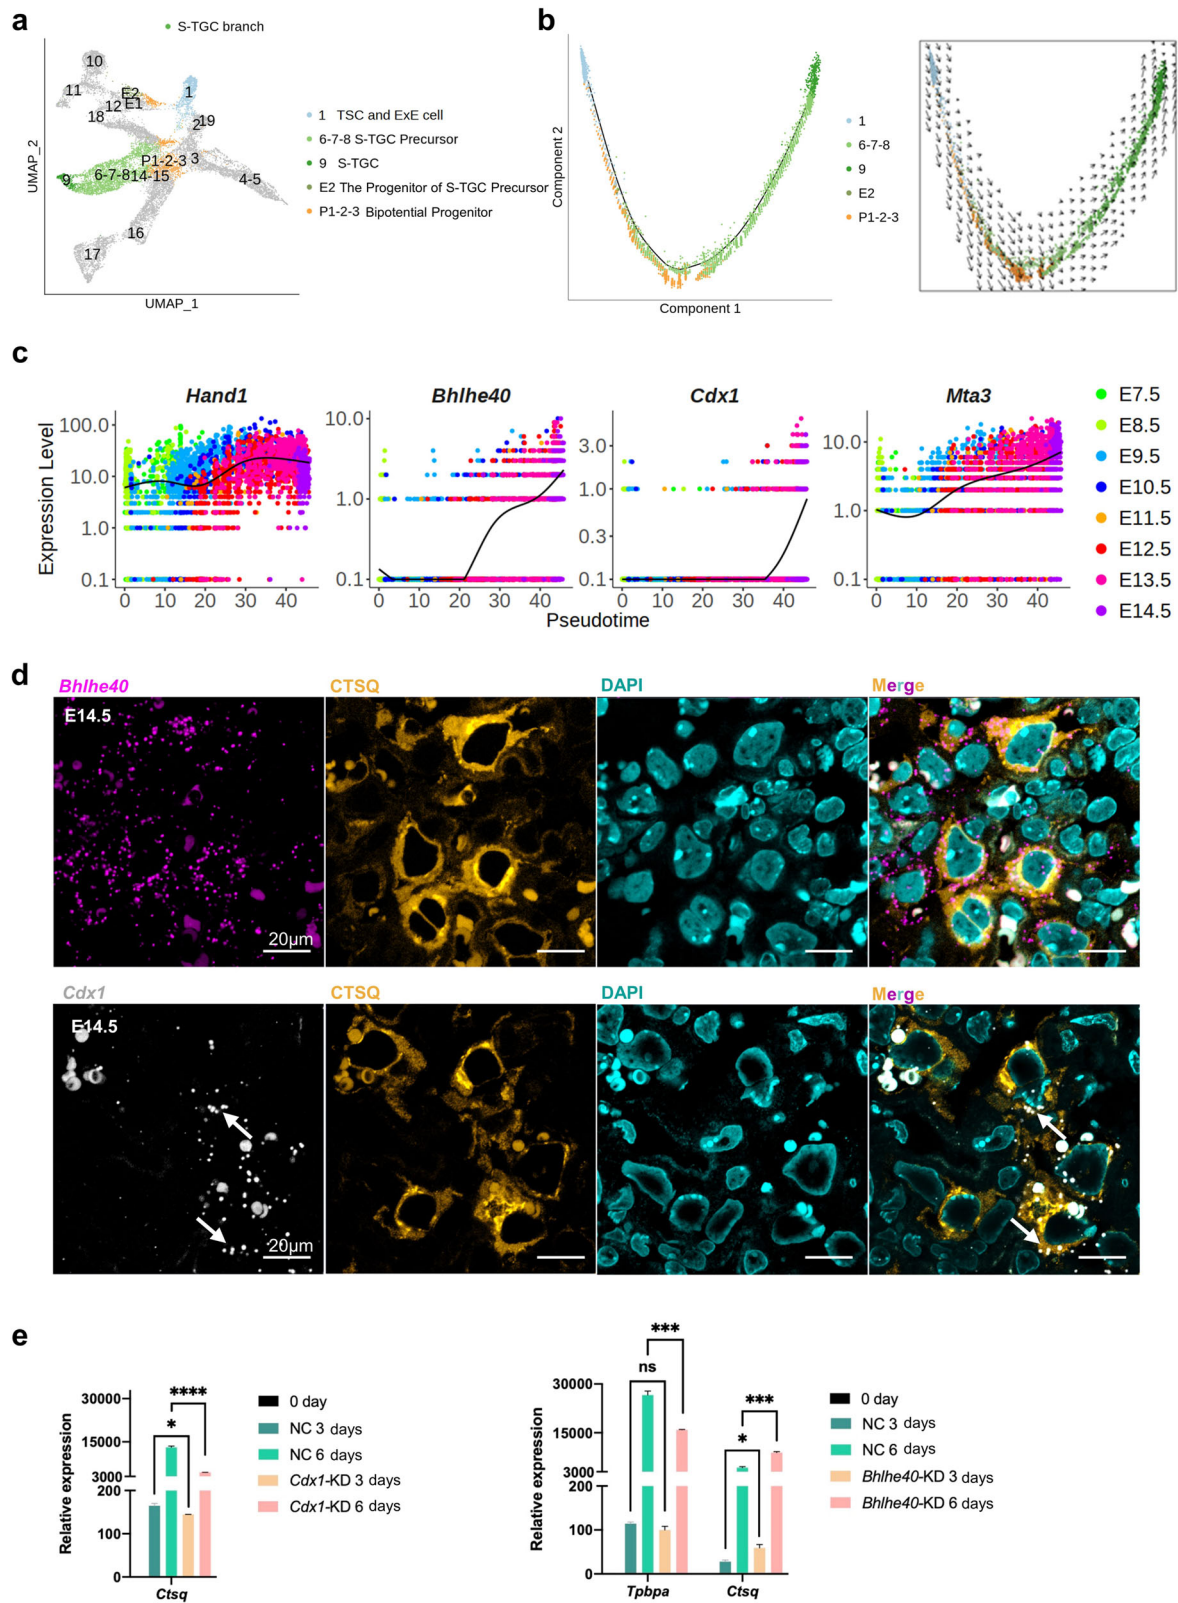 a
S-TGC branch
10
11
E2
E1
12
18
1
2
19
P1-2-3
3
6-7-8
14-15
9
4-5
16
17
UMAP_2
UMAP_1
1 TSC and ExE cell
6-7-8 S-TGC Precursor
9 S-TGC
E2 The Progenitor of S-TGC Precursor
P1-2-3 Bipotential Progenitor
b
Component 2
Component 1
1
6-7-8
9
E2
P1-2-3
c
Hand1
Bhlhe40
Cdx1
Mta3
Expression Level
100.0
10.0
1.0
0.1
0 10 20 30 40
10.0
1.0
0.1
0 10 20 30 40
3.0
1.0
0.3
0.1
0 10 20 30 40
10.0
1.0
0.1
0 10 20 30 40
Pseudotime
E7.5
E8.5
E9.5
E10.5
E11.5
E12.5
E13.5
E14.5
d
Bhlhe40
CTSQ
DAPI
Merge
E14.5
20μm
Cdx1
CTSQ
DAPI
Merge
E14.5
20μm
e
Relative expression
30000
15000
3000
200
100
0
****
*
Ctsq
0 day
NC 3 days
NC 6 days
Cdx1-KD 3 days
Cdx1-KD 6 days
Relative expression
30000
15000
3000
200
100
0
***
ns
***
*
Tpbpa
Ctsq
0 day
NC 3 days
NC 6 days
Bhlhe40-KD 3 days
Bhlhe40-KD 6 days